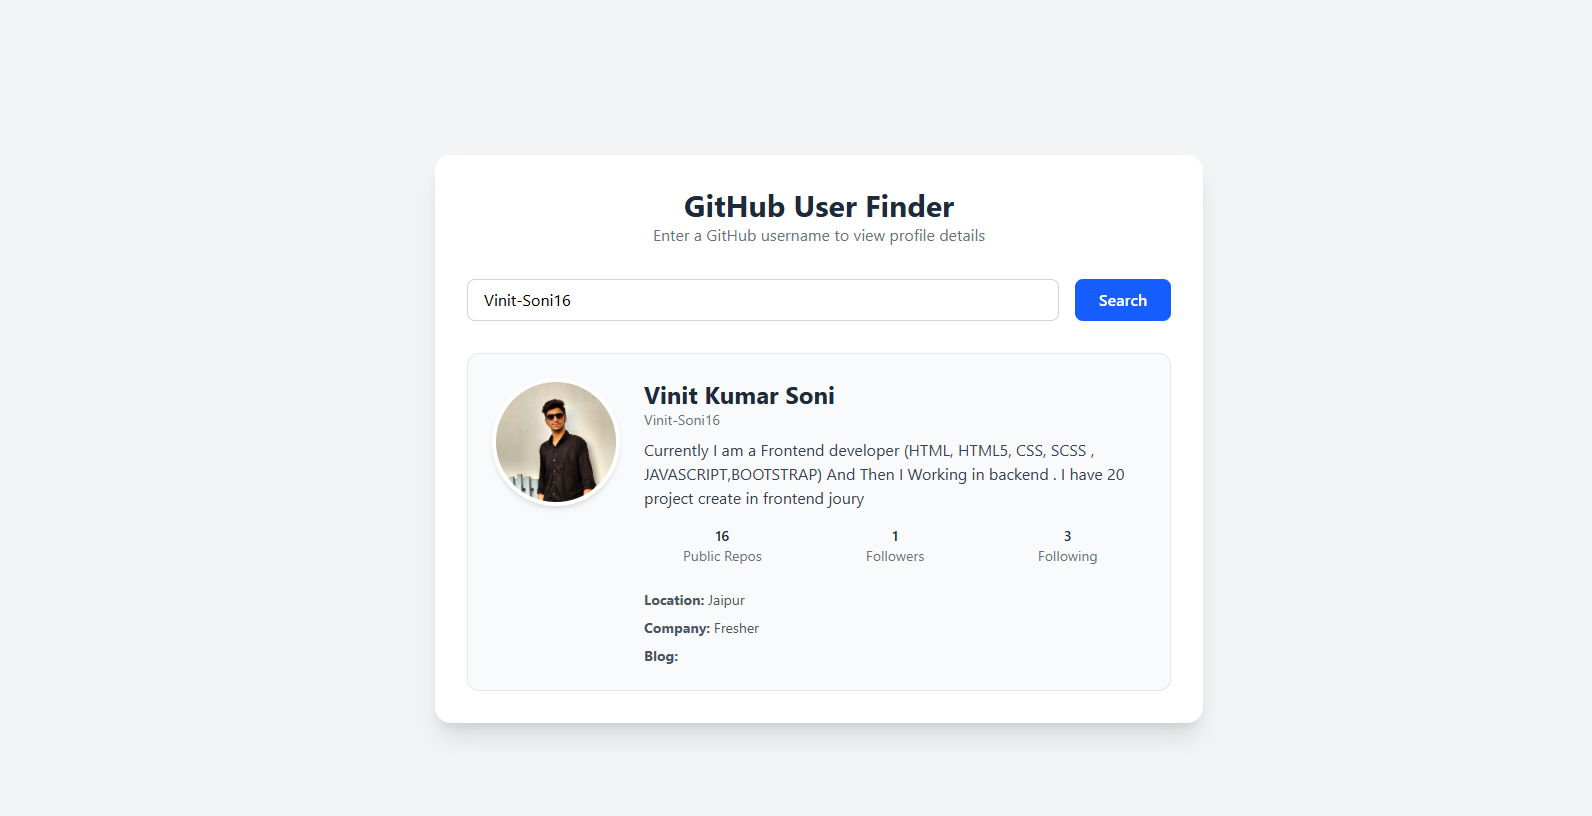 GitHub User Finder
Enter a GitHub username to view profile details
Vinit-Soni16
Search
Vinit Kumar Soni
Vinit-Soni16
Currently I am a Frontend developer (HTML, HTML5, CSS, SCSS ,
JAVASCRIPT,BOOTSTRAP) And Then I Working in backend . I have 20
project create in frontend joury
16
Public Repos
1
Followers
3
Following
Location: Jaipur
Company: Fresher
Blog: